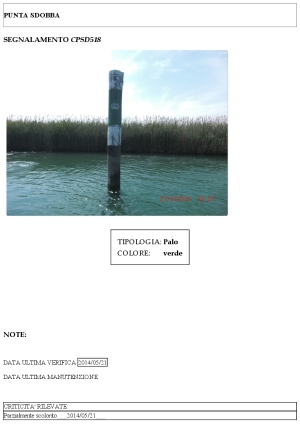 PUNTA SDOBBA
SEGNALAMENTO CPSD518
TIPOLOGIA: Palo
COLORE: verde
NOTE:
DATA ULTIMA VERIFICA 2014/05/21
DATA ULTIMA MANUTENZIONE
CRITICITA' RILEVATE
Parzialmente scolorito 2014/05/21